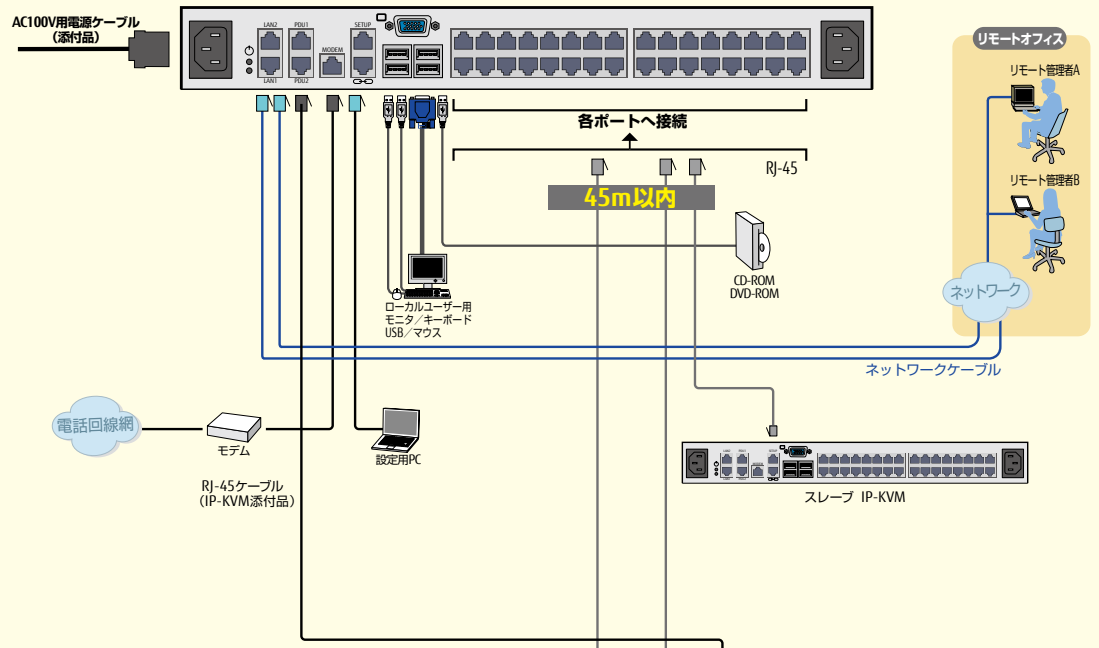 AC100V用電源ケーブル
（添付品）
LAN2
PDU1
SETUP
MODEM
LAN1
PDU2
各ポートへ接続
RJ-45
45m以内
CD-ROM
DVD-ROM
ローカルユーザー用
モニタ／キーボード
USB／マウス
リモートオフィス
リモート管理者A
リモート管理者B
ネットワーク
ネットワークケーブル
電話回線網
モデム
設定用PC
RJ-45ケーブル
（IP-KVM添付品）
スレーブ IP-KVM